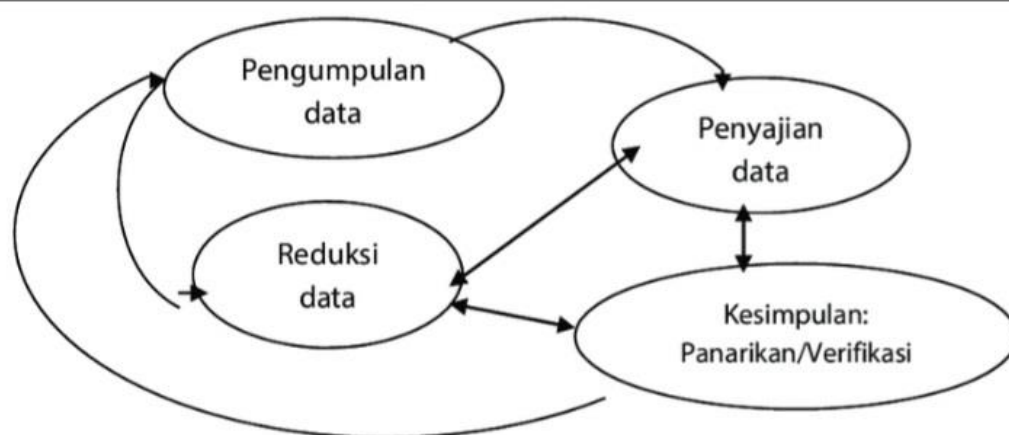 Pengumpulan
data
Penyajian
data
Reduksi
data
Kesimpulan:
Panarikan/Verifikasi